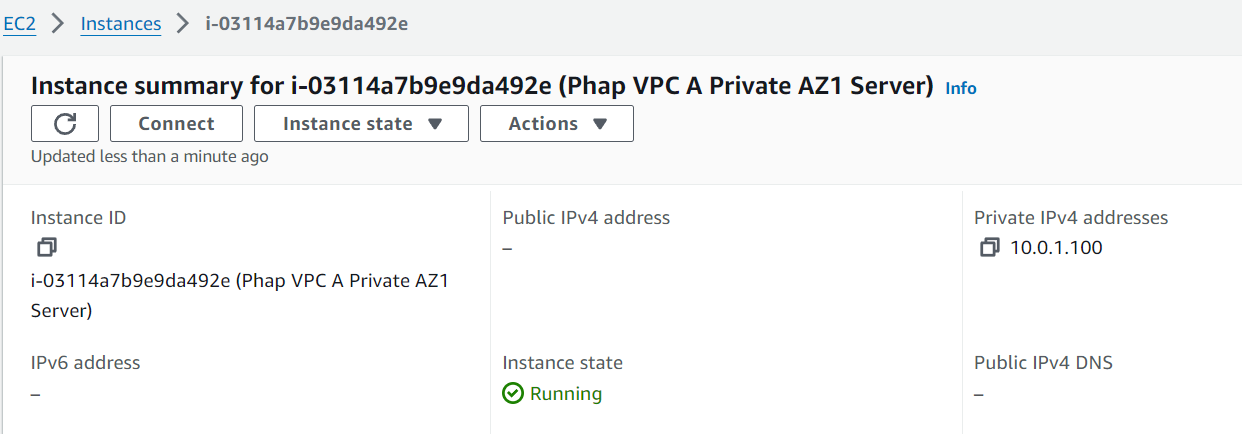 EC2 > Instances > i-03114a7b9e9da492e
Instance summary for i-03114a7b9e9da492e (Phap VPC A Private AZ1 Server) Info
Connect Instance state Actions
Updated less than a minute ago
Instance ID
i-03114a7b9e9da492e (Phap VPC A Private AZ1
Server)
Public IPv4 address
–
Private IPv4 addresses
10.0.1.100
IPv6 address
–
Instance state
Running
Public IPv4 DNS
–